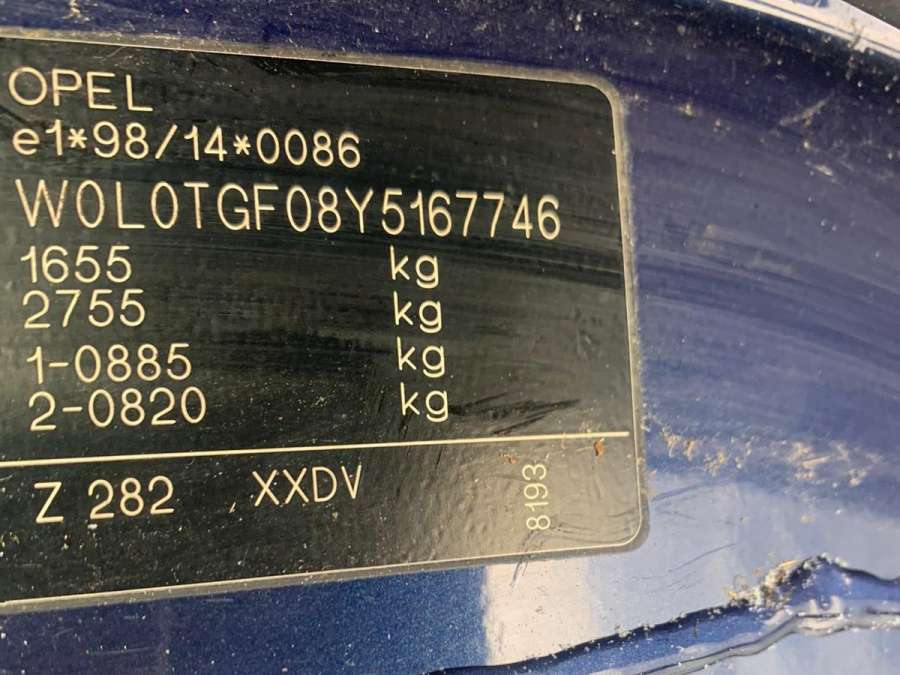 OPEL
e1*98/14*0086
W0L0TGF08Y5167746
1655 kg
2755 kg
1-0885 kg
2-0820 kg
Z 282 XXDV
8193